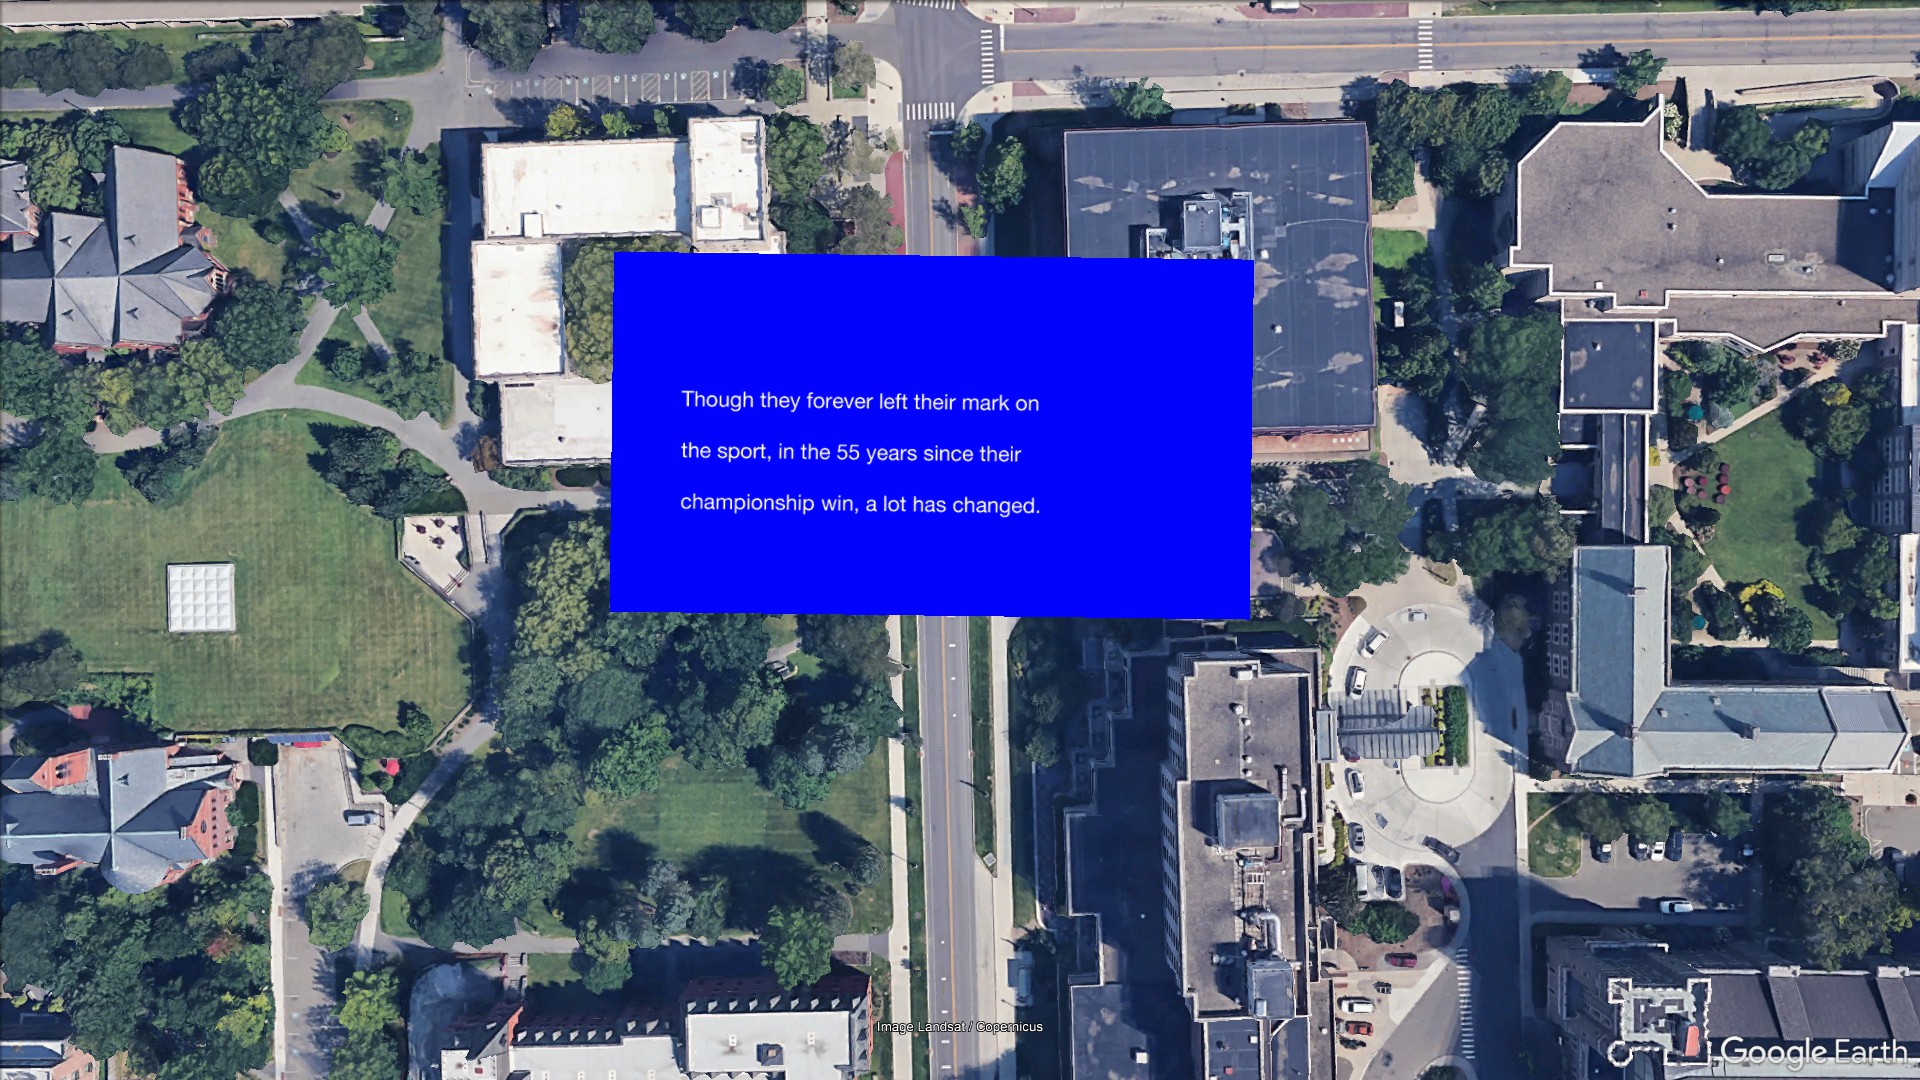 Though they forever left their mark on
the sport, in the 55 years since their
championship win, a lot has changed.
Image Landsat / Copernicus
Google Earth